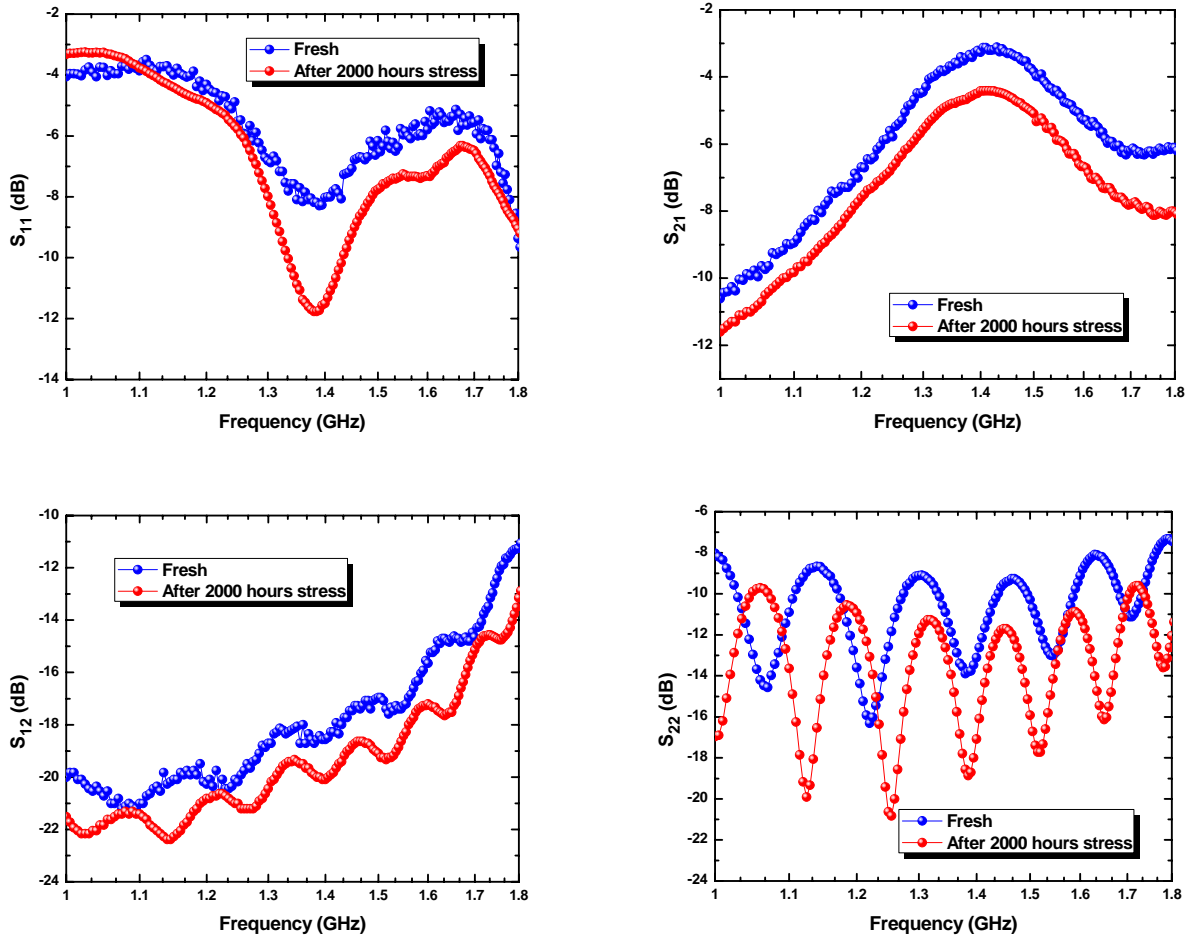 -2
-4
-6
-8
-10
-12
-14
S11 (dB)
Fresh
After 2000 hours stress
1 1.1 1.2 1.3 1.4 1.5 1.6 1.7 1.8
Frequency (GHz)
-2
-4
-6
-8
-10
-12
S21 (dB)
Fresh
After 2000 hours stress
1 1.1 1.2 1.3 1.4 1.5 1.6 1.7 1.8
Frequency (GHz)
-10
-12
-14
-16
-18
-20
-22
-24
S12 (dB)
Fresh
After 2000 hours stress
1 1.1 1.2 1.3 1.4 1.5 1.6 1.7 1.8
Frequency (GHz)
-6
-8
-10
-12
-14
-16
-18
-20
-22
-24
S22 (dB)
Fresh
After 2000 hours stress
1 1.1 1.2 1.3 1.4 1.5 1.6 1.7 1.8
Frequency (GHz)